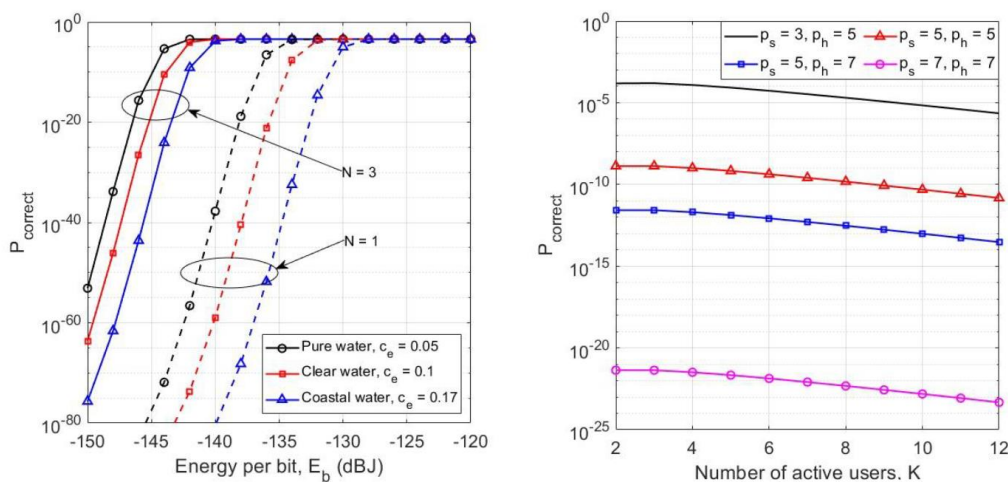 10^0
10^-20
10^-40
10^-60
10^-80
P_correct
N = 3
N = 1
Pure water, c_e = 0.05
Clear water, c_e = 0.1
Coastal water, c_e = 0.17
-150 -145 -140 -135 -130 -125 -120
Energy per bit, E_b (dBJ)
p_s = 3, p_h = 5 p_s = 5, p_h = 5
p_s = 5, p_h = 7 p_s = 7, p_h = 7
10^0
10^-5
10^-10
10^-15
10^-20
10^-25
P_correct
2 4 6 8 10 12
Number of active users, K